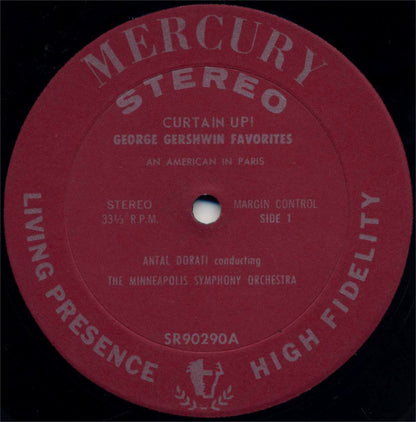 MERCURY
STEREO
CURTAIN UP!
GEORGE GERSHWIN FAVORITES
AN AMERICAN IN PARIS
STEREO
33⅓ R.P.M.
MARGIN CONTROL
SIDE 1
ANTAL DORATI conducting
THE MINNEAPOLIS SYMPHONY ORCHESTRA
SR90290A
LIVING PRESENCE
HIGH FIDELITY